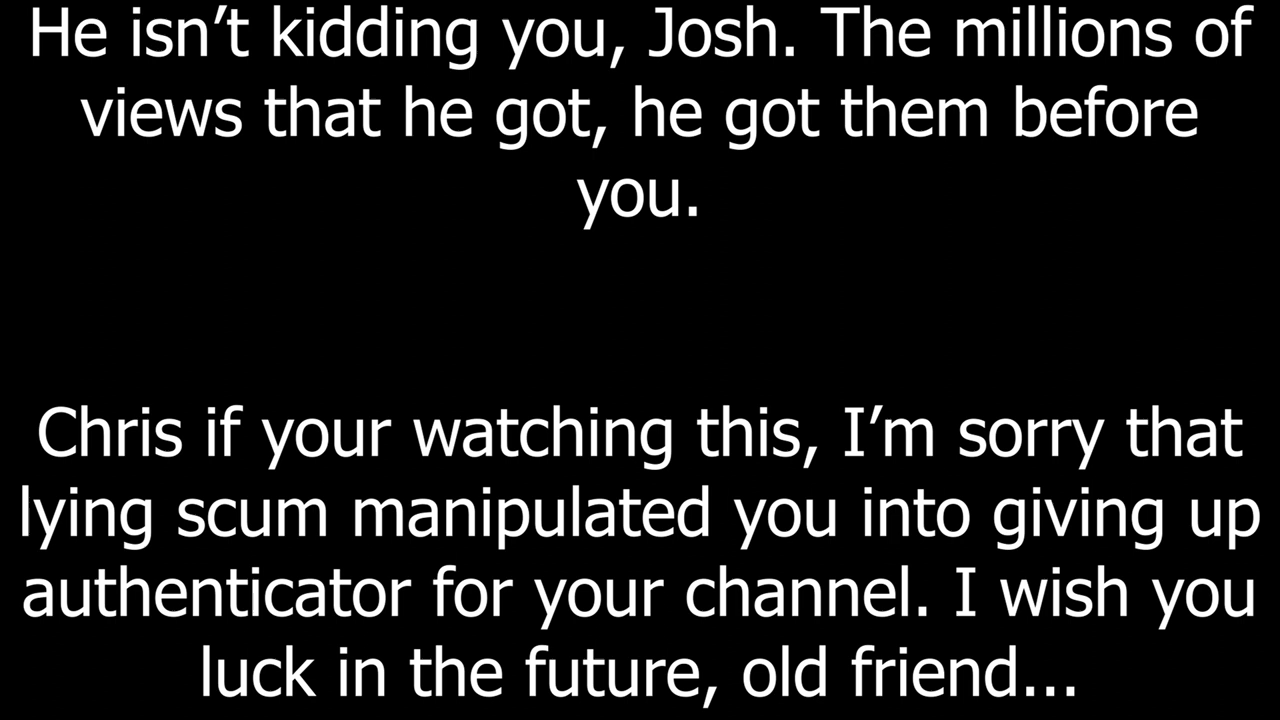 He isn’t kidding you, Josh. The millions of
views that he got, he got them before
you.
Chris if your watching this, I’m sorry that
lying scum manipulated you into giving up
authenticator for your channel. I wish you
luck in the future, old friend...